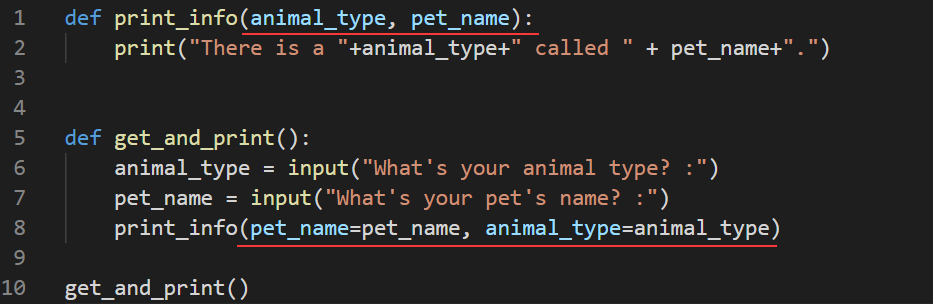 1 def print_info(animal_type, pet_name):
2     print("There is a "+animal_type+" called " + pet_name+".")
3
4
5 def get_and_print():
6     animal_type = input("What's your animal type? :")
7     pet_name = input("What's your pet's name? :")
8     print_info(pet_name=pet_name, animal_type=animal_type)
9
10 get_and_print()